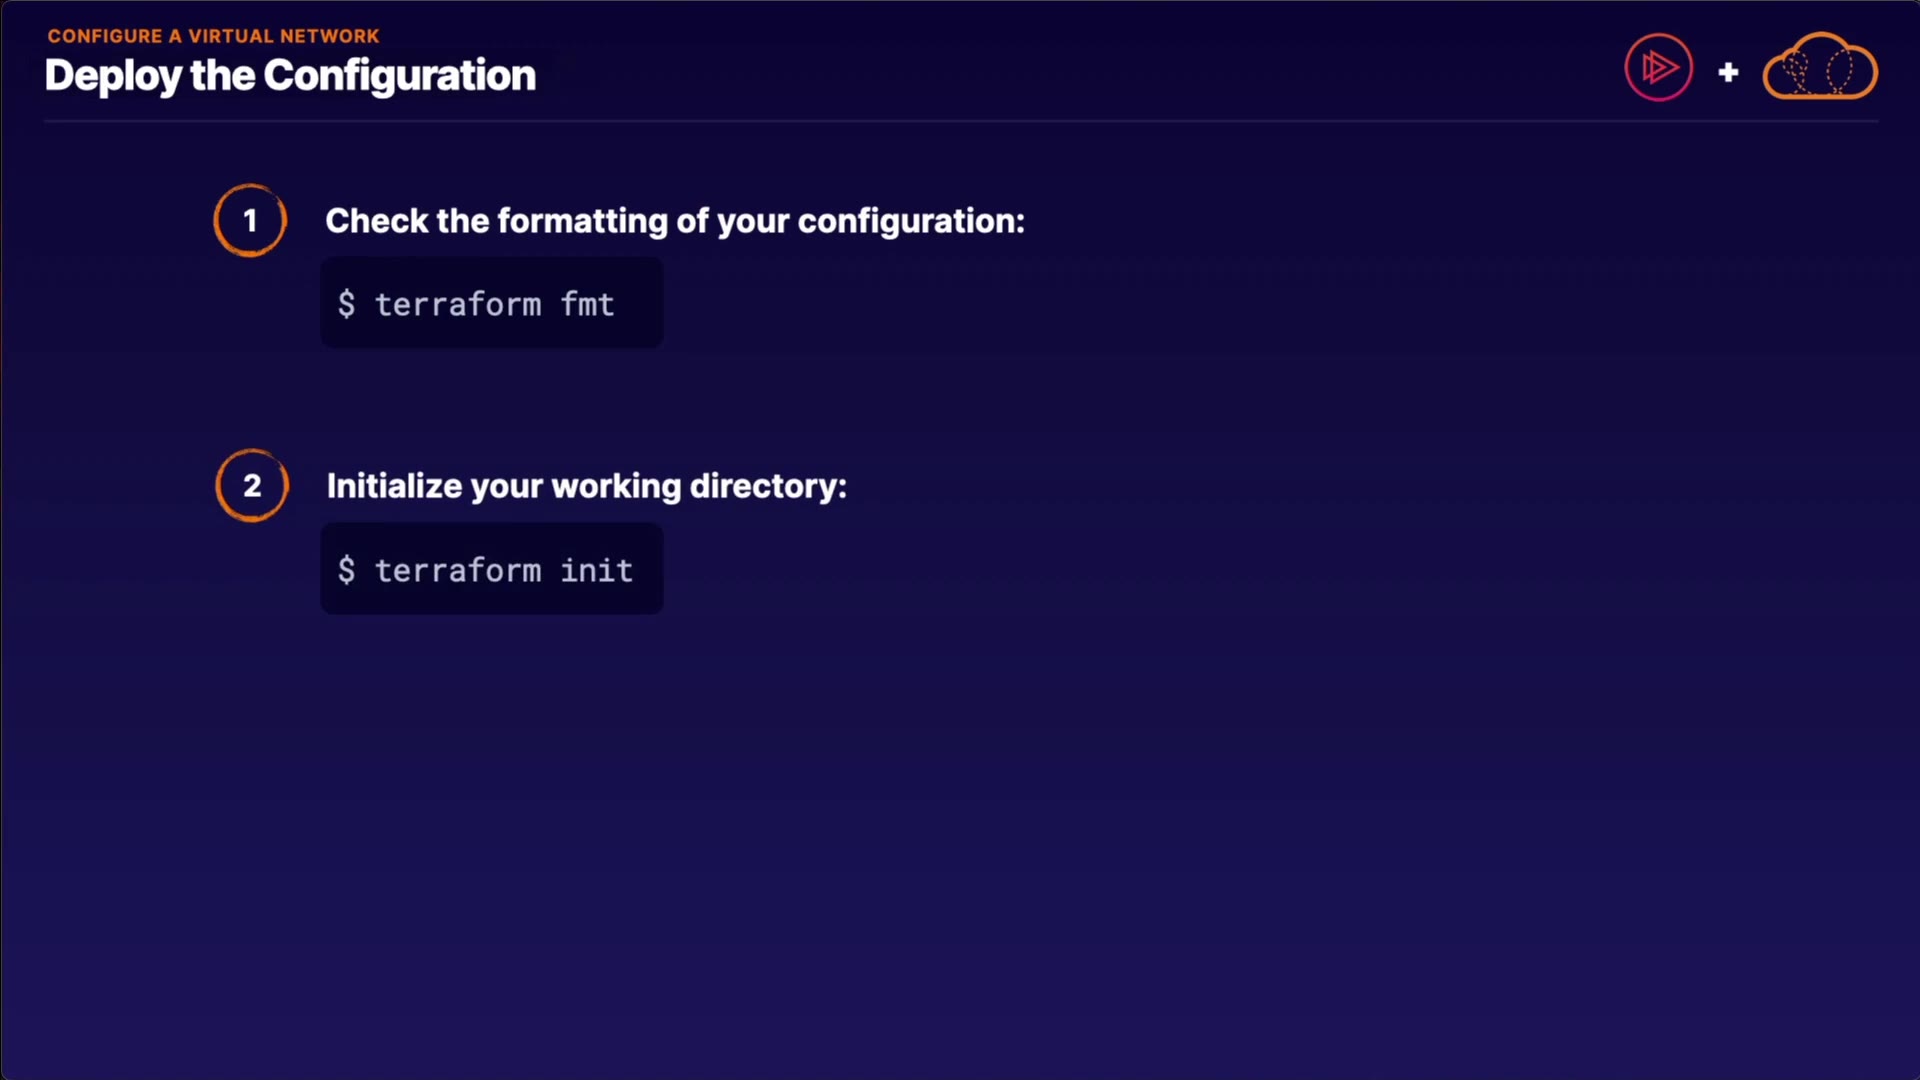 CONFIGURE A VIRTUAL NETWORK
Deploy the Configuration
1 Check the formatting of your configuration:
$ terraform fmt
2 Initialize your working directory:
$ terraform init